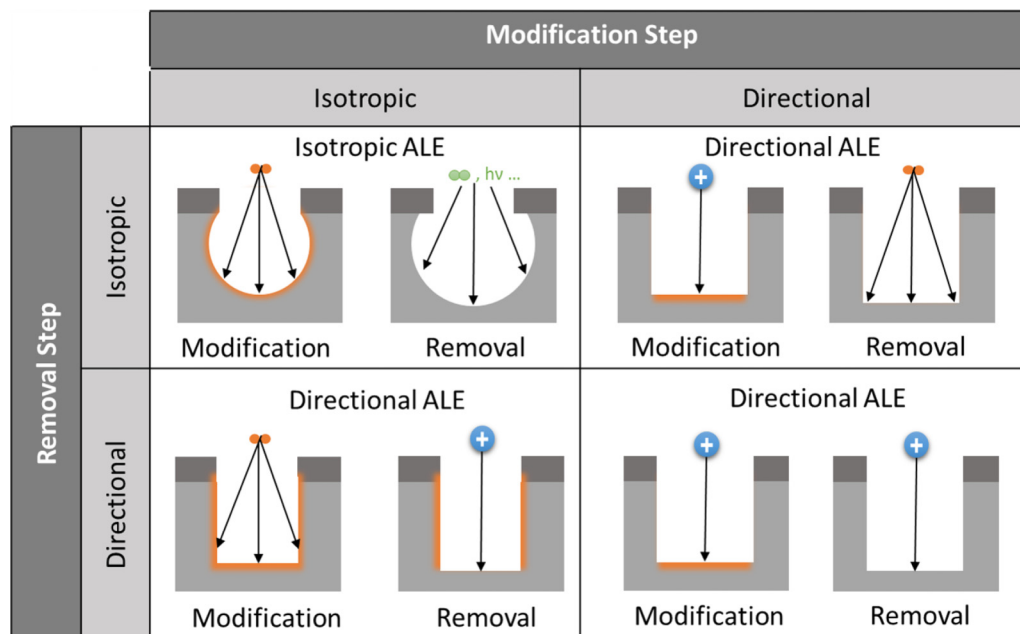 Modification Step
Isotropic
Directional
Removal Step
Isotropic
Isotropic ALE
, hν ...
Modification
Removal
Directional ALE
+
Modification
Removal
Directional
Directional ALE
+
Modification
Removal
Directional ALE
+
+
Modification
Removal